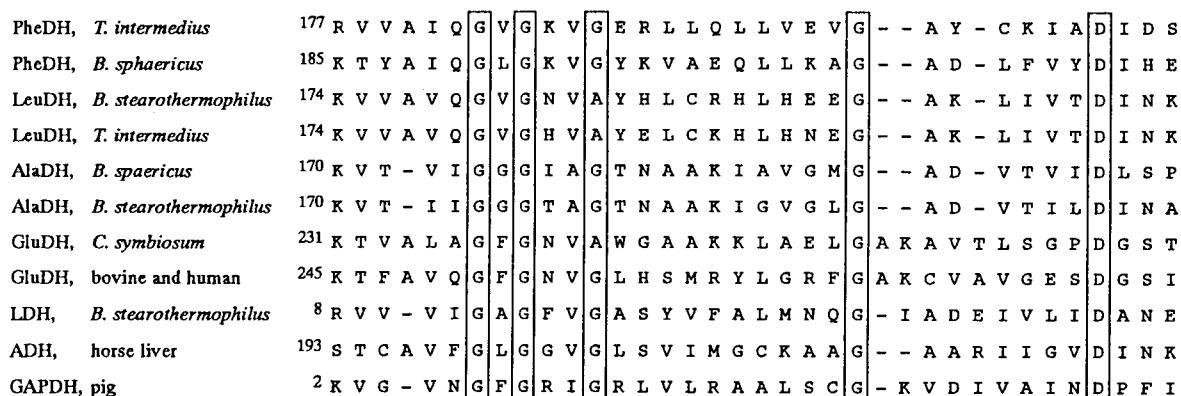 PheDH, T. intermedius 177 R V V A I Q G V G K V G E R L L Q L L V E V G - - A Y - C K I A D I D S
PheDH, B. sphaericus 185 K T Y A I Q G L G K V G Y K V A E Q L L K A G - - A D - L F V Y D I H E
LeuDH, B. stearothermophilus 174 K V V A V Q G V G N V A Y H L C R H L H E E G - - A K - L I V T D I N K
LeuDH, T. intermedius 174 K V V A V Q G V G H V A Y E L C K H L H N E G - - A K - L I V T D I N K
AlaDH, B. spaericus 170 K V T - V I G G G I A G T N A A K I A V G M G - - A D - V T V I D L S P
AlaDH, B. stearothermophilus 170 K V T - I I G G G T A G T N A A K I G V G L G - - A D - V T I L D I N A
GluDH, C. symbiosum 231 K T V A L A G F G N V A W G A A K K L A E L G A K A V T L S G P D G S T
GluDH, bovine and human 245 K T F A V Q G F G N V G L H S M R Y L G R F G A K C V A V G E S D G S I
LDH, B. stearothermophilus 8 R V V - V I G A G F V G A S Y V F A L M N Q G - I A D E I V L I D A N E
ADH, horse liver 193 S T C A V F G L G G V G L S V I M G C K A A G - - A A R I I G V D I N K
GAPDH, pig 2 K V G - V N G F G R I G R L V L R A A L S C G - K V D I V A I N D P F I